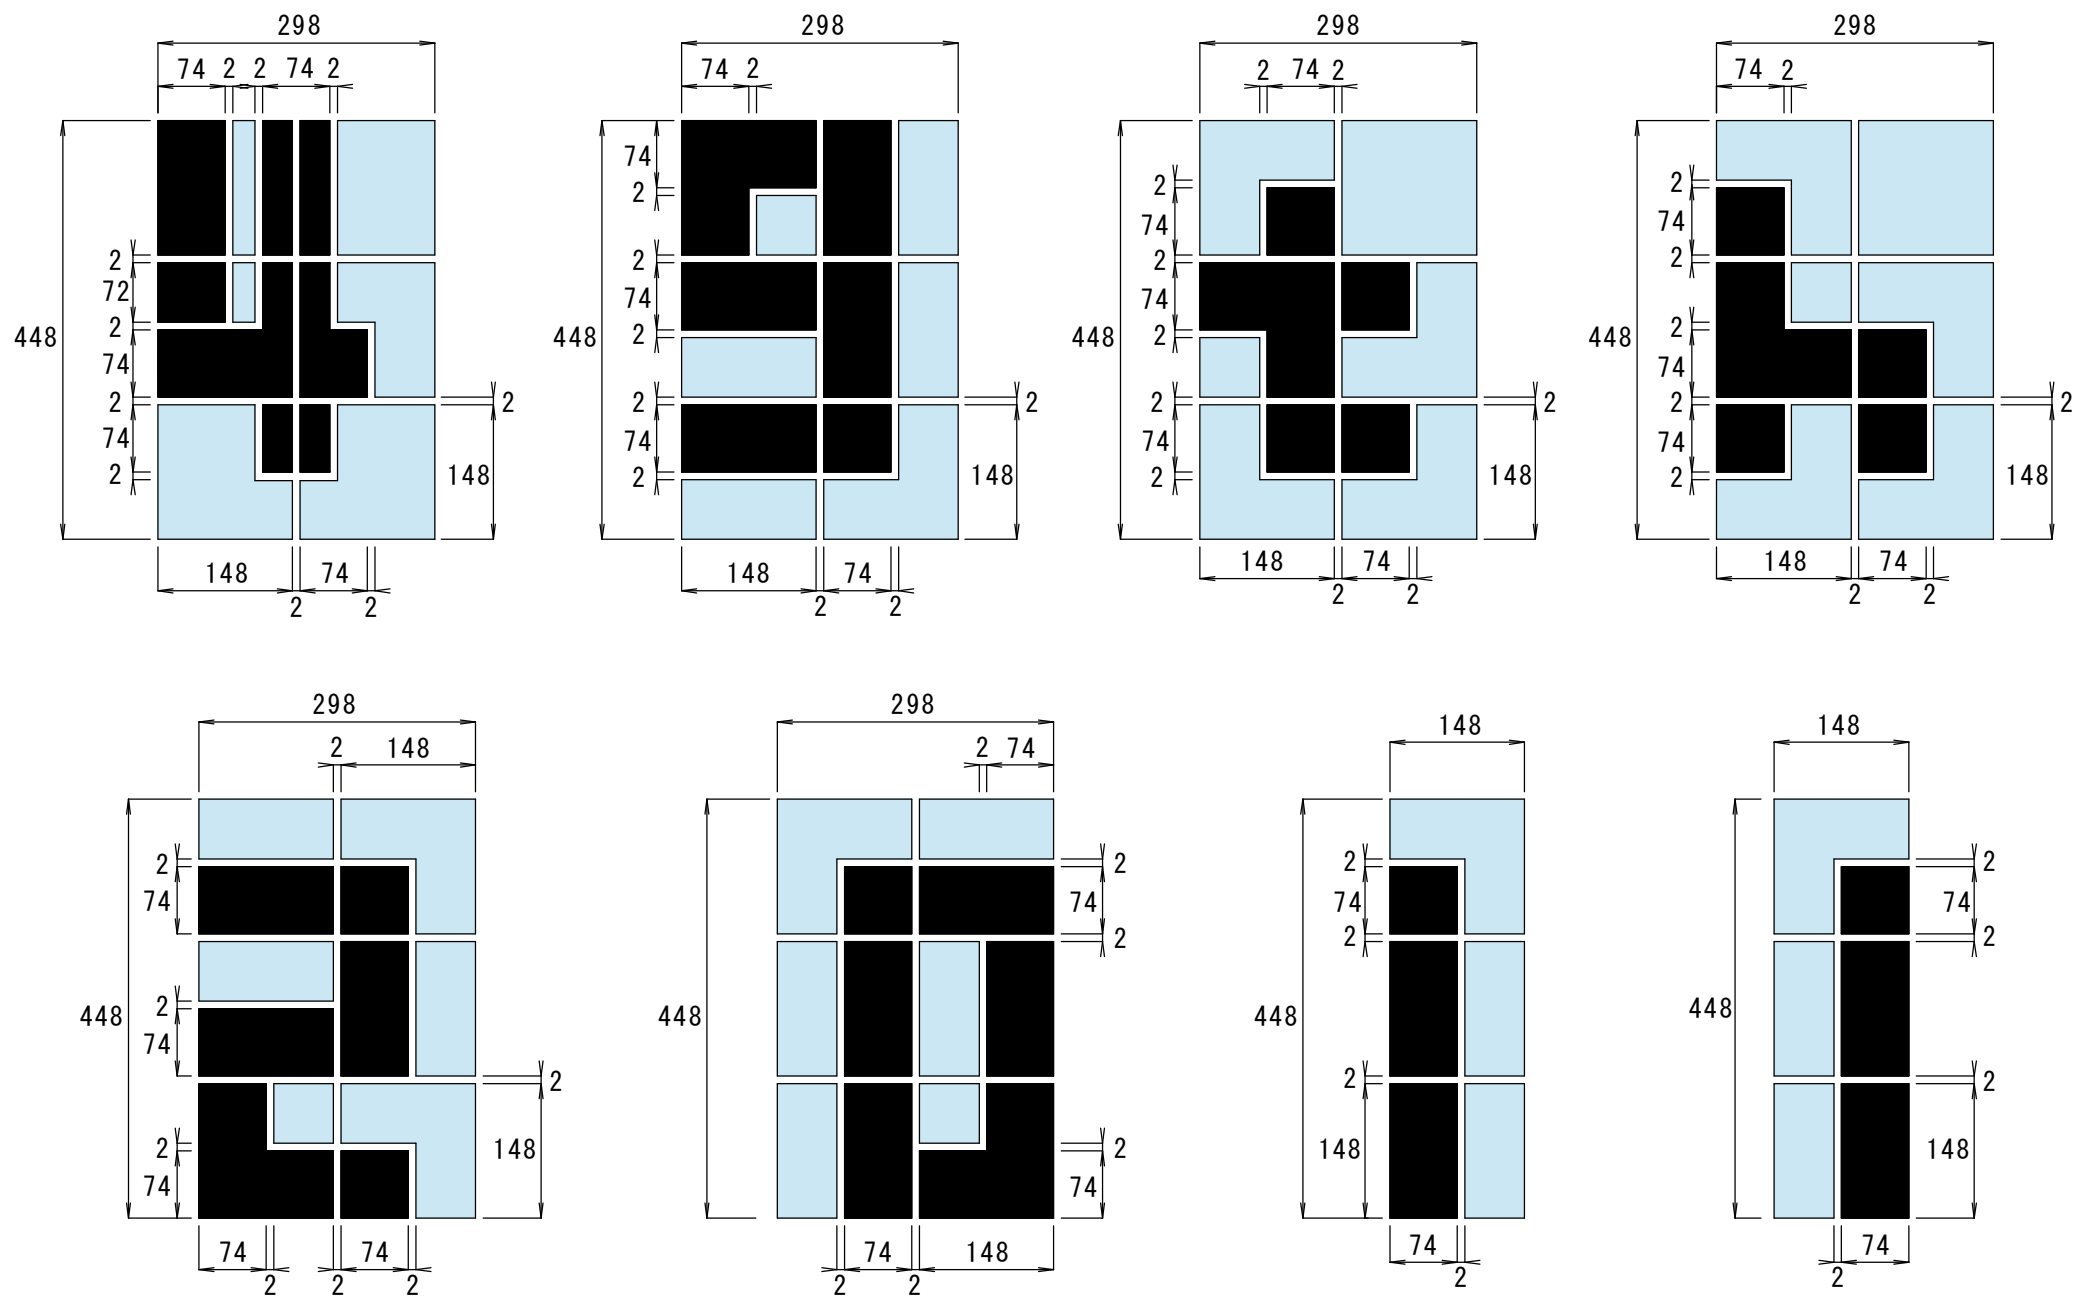 298 298 298 298
74 2 2 74 2 74 2 2 74 2 74 2
74 2 2
2 74 74
2 2 2 2
72 74 74 2
448 2 448 2 448 2 448 74
74 2 2 2 2 2 2 2
2 74 74 74
74 148 148 148 148
2 2 2 2
148 74 148 74 148 74 148 74
2 2 2 2 2 2 2 2
298 298 148 148
2 148 2 74
2 2 2 2
74 74 74 74
2 2 2
2
448 448 448 448
74
2 2 2
2 148 2 148 148
74 74
74 74 74 148 74 74
2 2 2 2 2 2 2